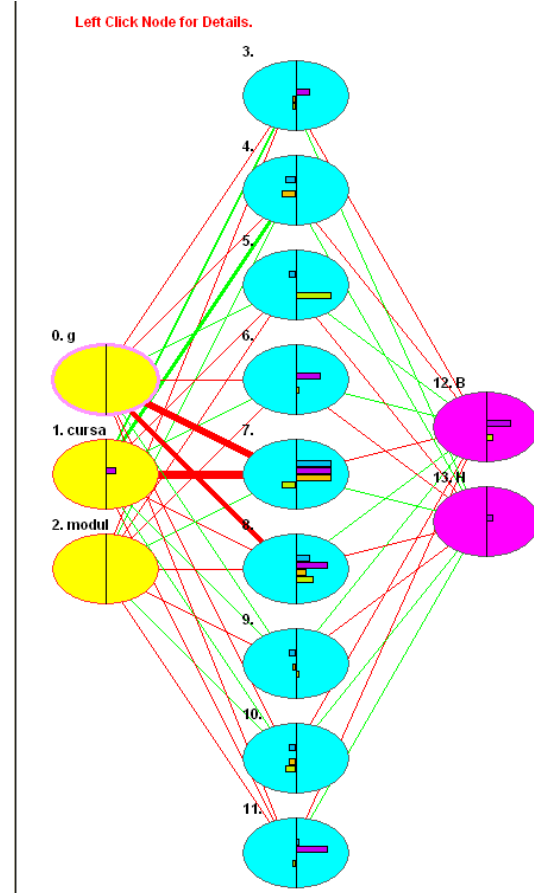 Left Click Node for Details.
3.
4.
5.
6.
0. g
12. B
1. cursa
7.
13. H
2. modul
8.
9.
10.
11.